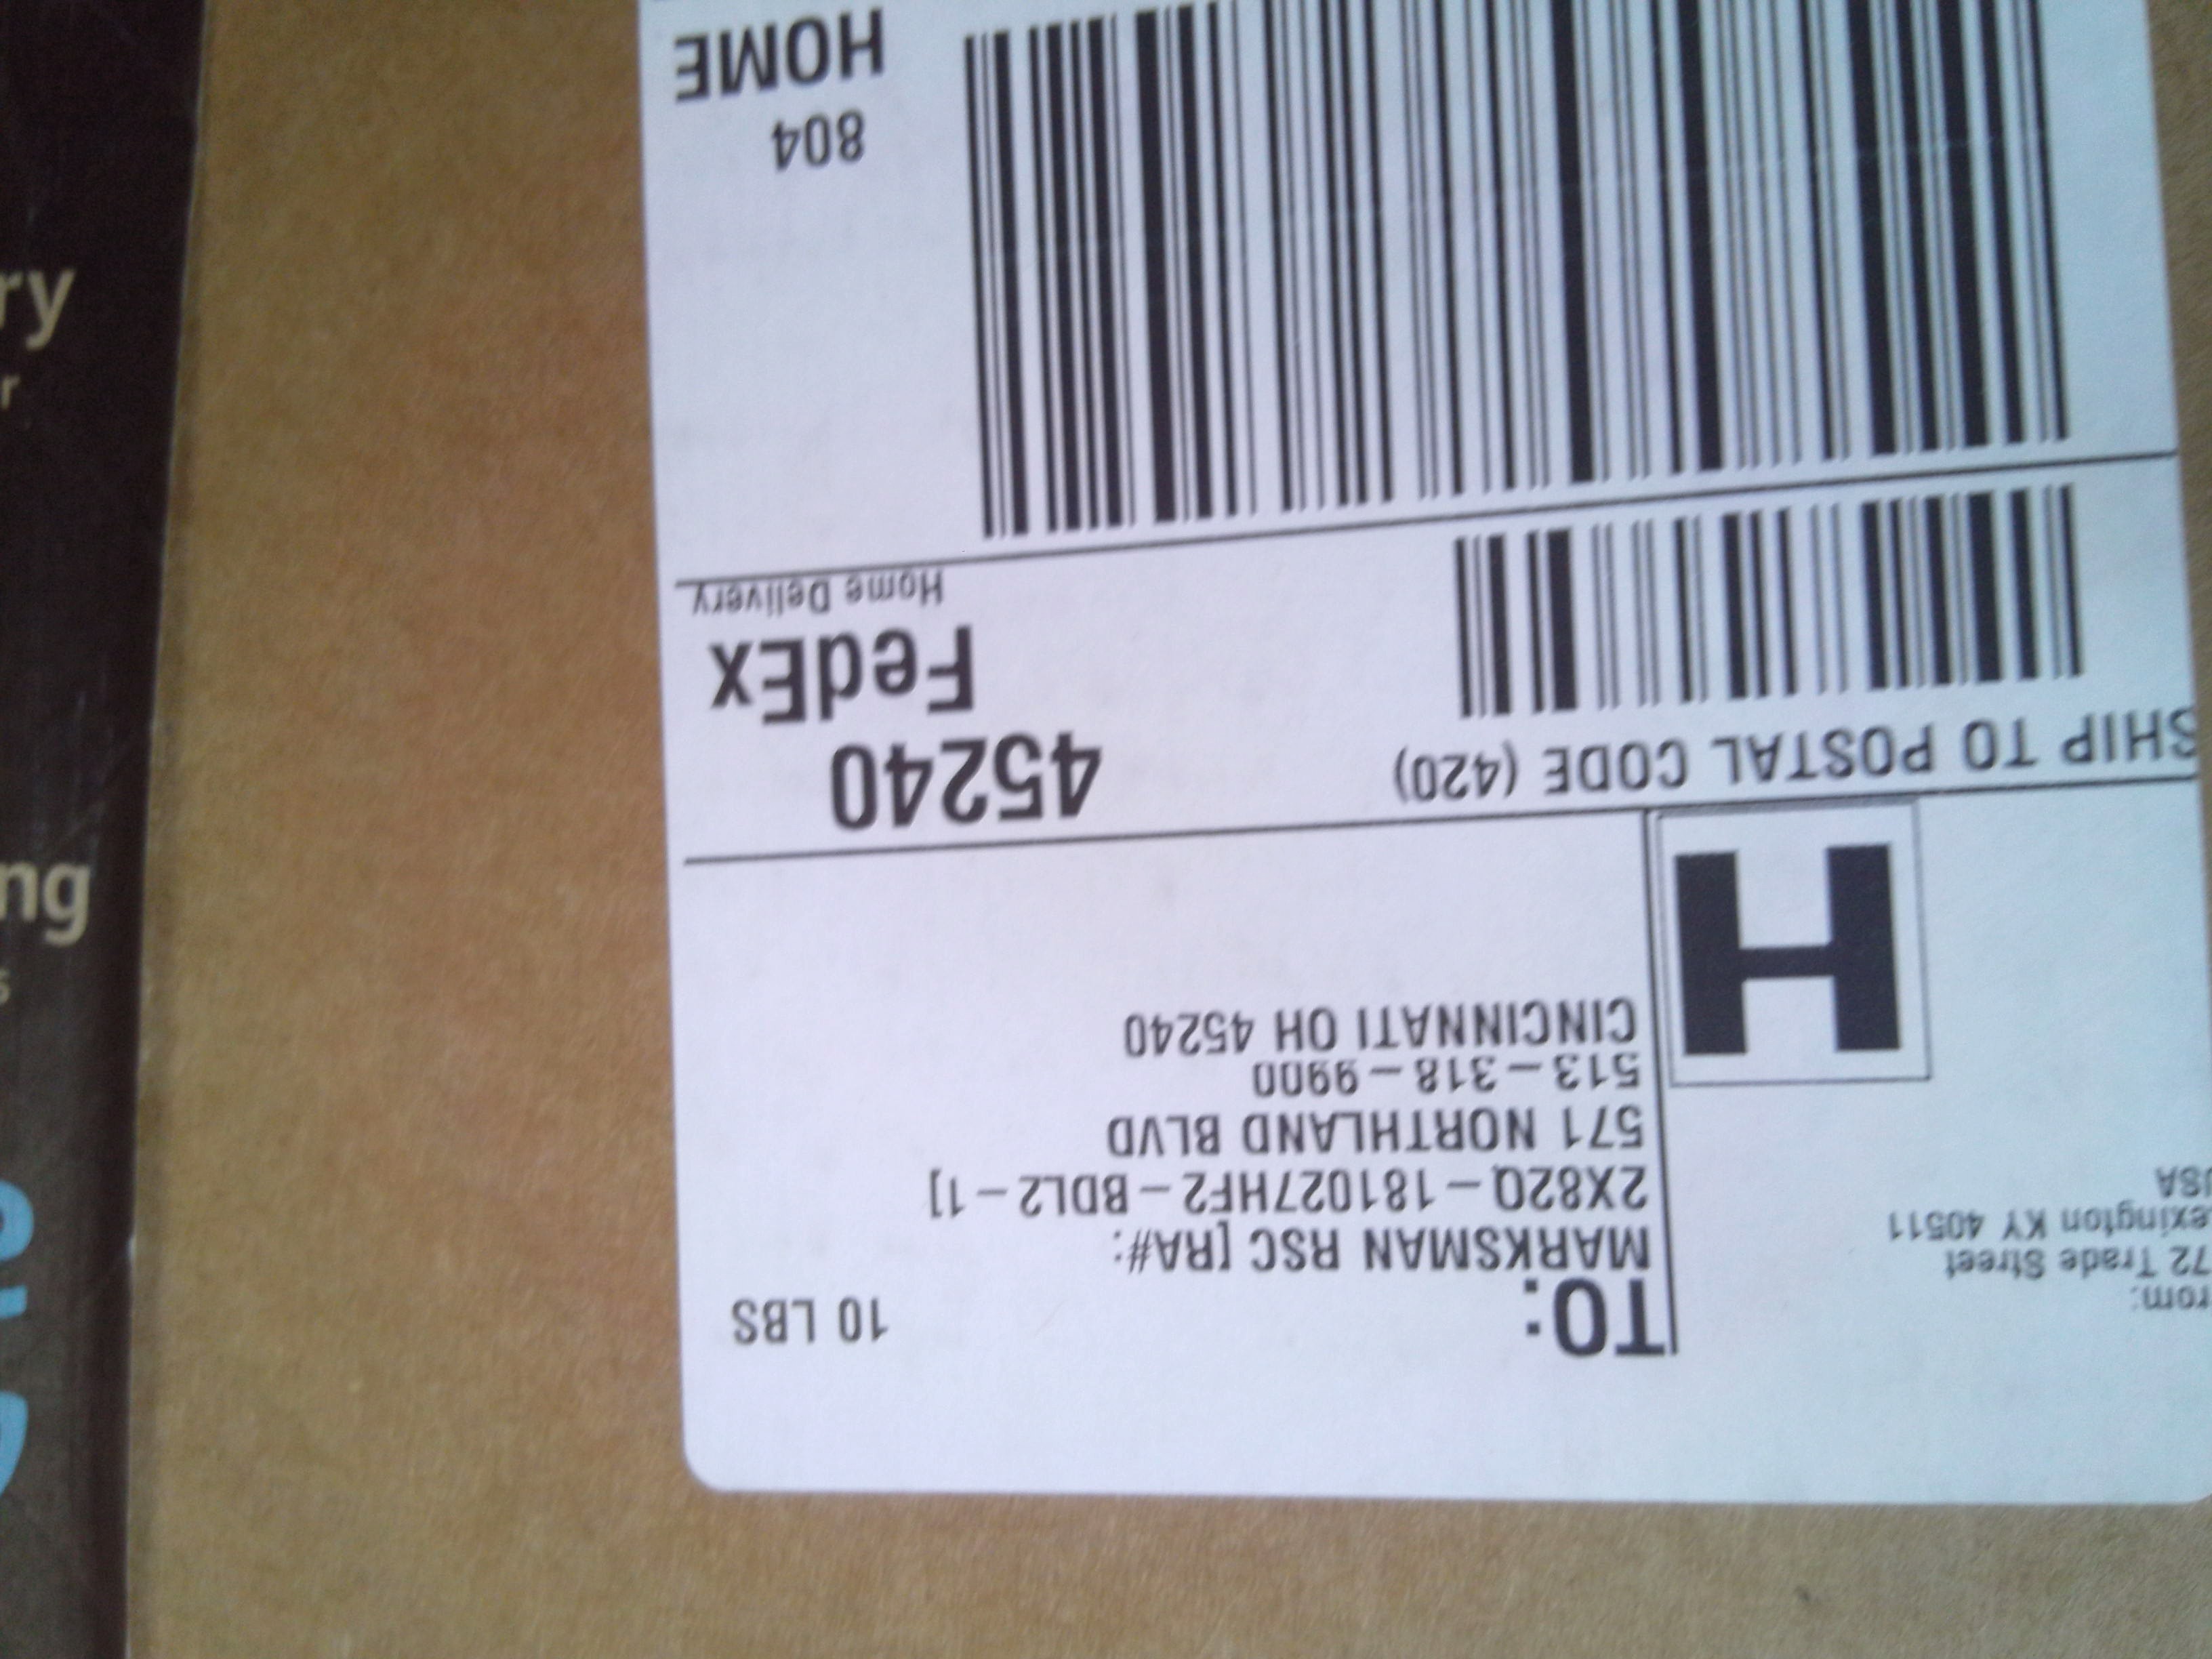 10 LBS
TO:
MARKSMAN RSC [RA#:
2X82Q-181027HF2-BDL2-1]
571 NORTHLAND BLVD
513-318-9900
CINCINNATI OH 45240
rom:
72 Trade Street
exington KY 40511
USA
H
SHIP TO POSTAL CODE (420)
45240
FedEx
Home Delivery
804
HOME
ry
r
ng